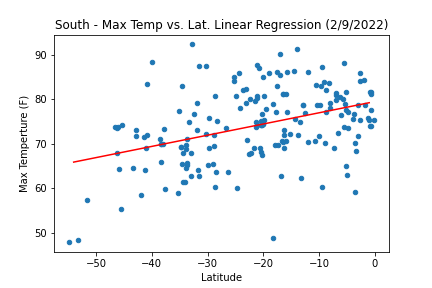 South - Max Temp vs. Lat. Linear Regression (2/9/2022)
90
80
70
60
50
Max Temperture (F)
−50 −40 −30 −20 −10 0
Latitude